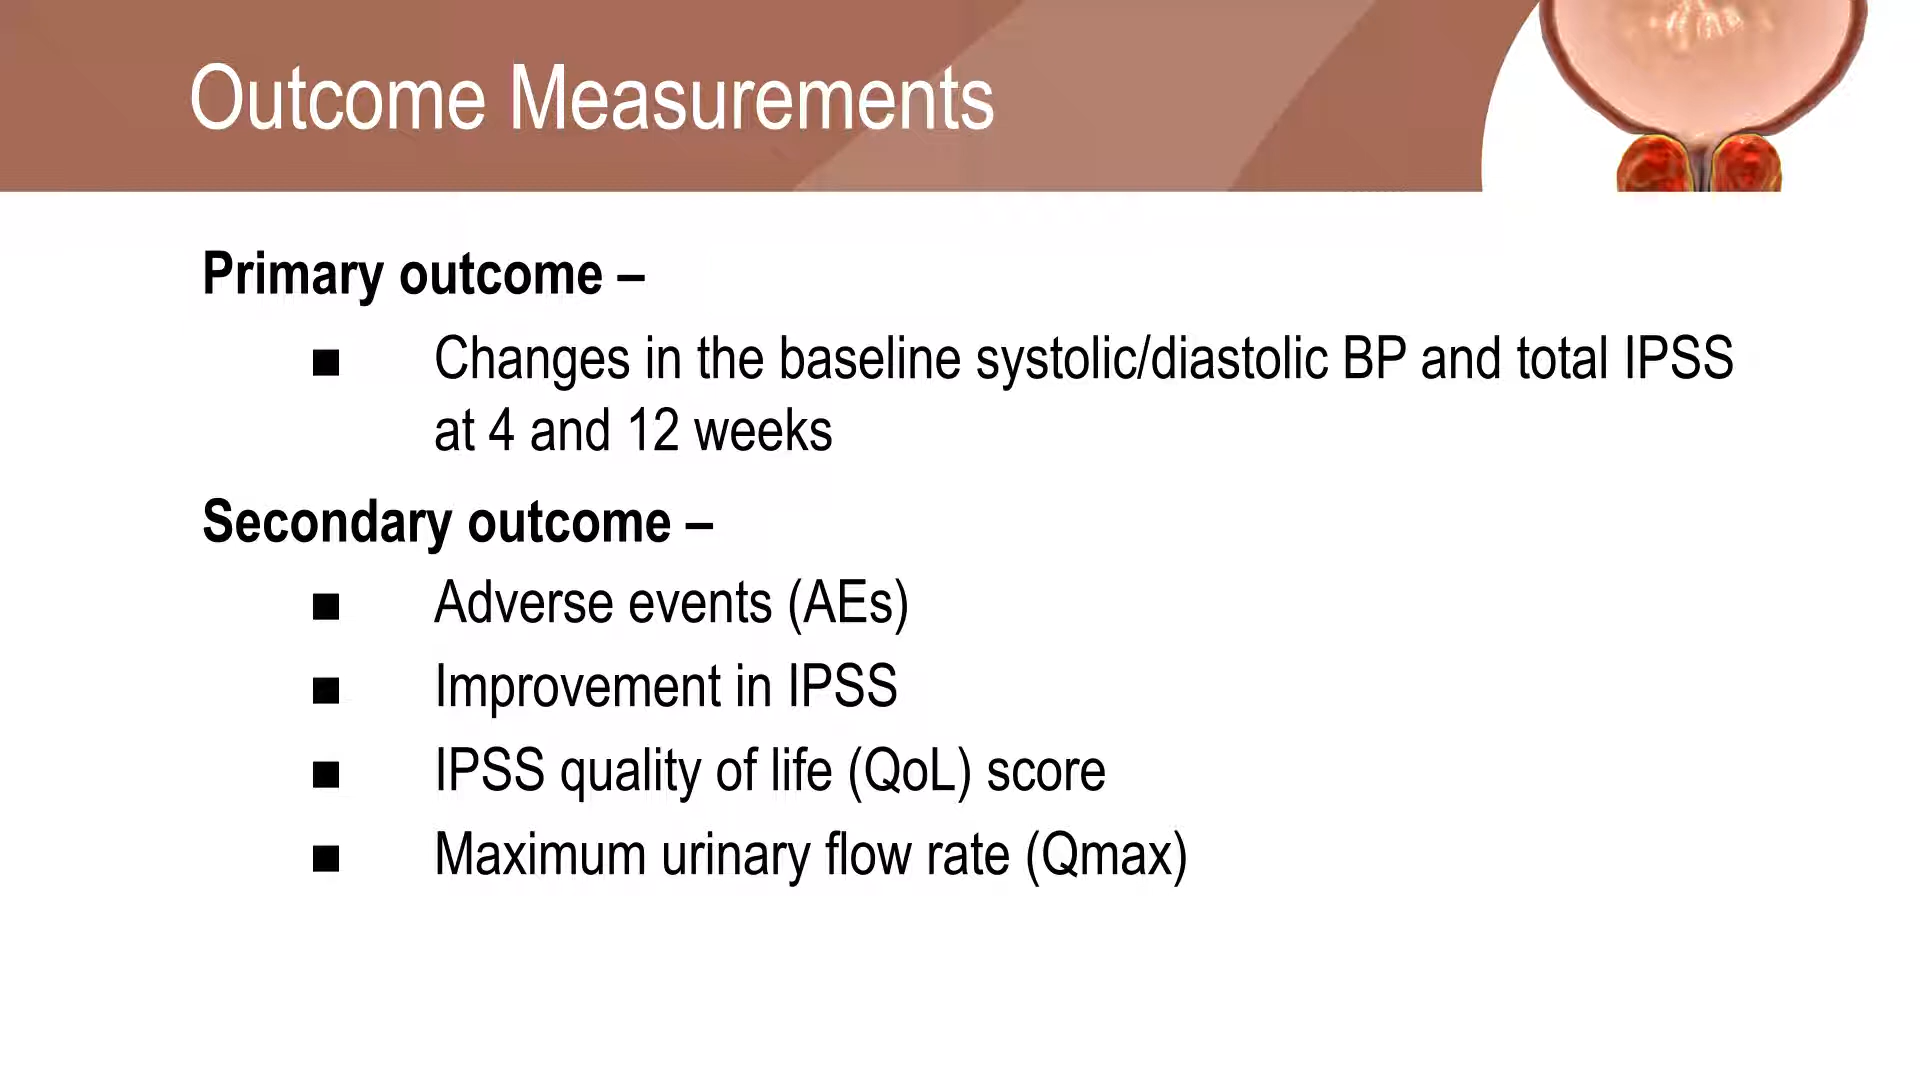 Outcome Measurements
Primary outcome –
■ Changes in the baseline systolic/diastolic BP and total IPSS
at 4 and 12 weeks
Secondary outcome –
■ Adverse events (AEs)
■ Improvement in IPSS
■ IPSS quality of life (QoL) score
■ Maximum urinary flow rate (Qmax)